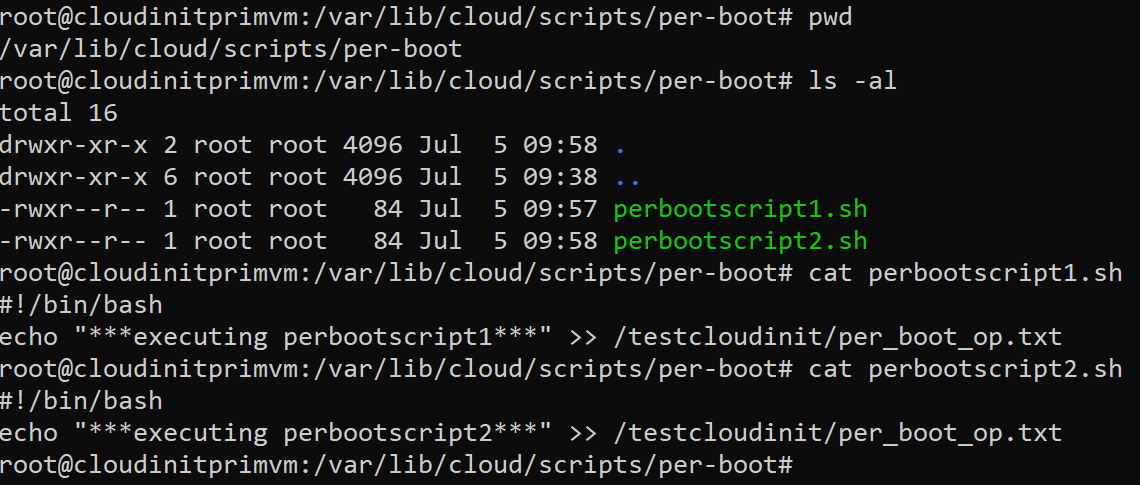 root@cloudinitprimvm:/var/lib/cloud/scripts/per-boot# pwd
/var/lib/cloud/scripts/per-boot
root@cloudinitprimvm:/var/lib/cloud/scripts/per-boot# ls -al
total 16
drwxr-xr-x 2 root root 4096 Jul  5 09:58 .
drwxr-xr-x 6 root root 4096 Jul  5 09:38 ..
-rwxr--r-- 1 root root   84 Jul  5 09:57 perbootscript1.sh
-rwxr--r-- 1 root root   84 Jul  5 09:58 perbootscript2.sh
root@cloudinitprimvm:/var/lib/cloud/scripts/per-boot# cat perbootscript1.sh
#!/bin/bash
echo "***executing perbootscript1***" >> /testcloudinit/per_boot_op.txt
root@cloudinitprimvm:/var/lib/cloud/scripts/per-boot# cat perbootscript2.sh
#!/bin/bash
echo "***executing perbootscript2***" >> /testcloudinit/per_boot_op.txt
root@cloudinitprimvm:/var/lib/cloud/scripts/per-boot#